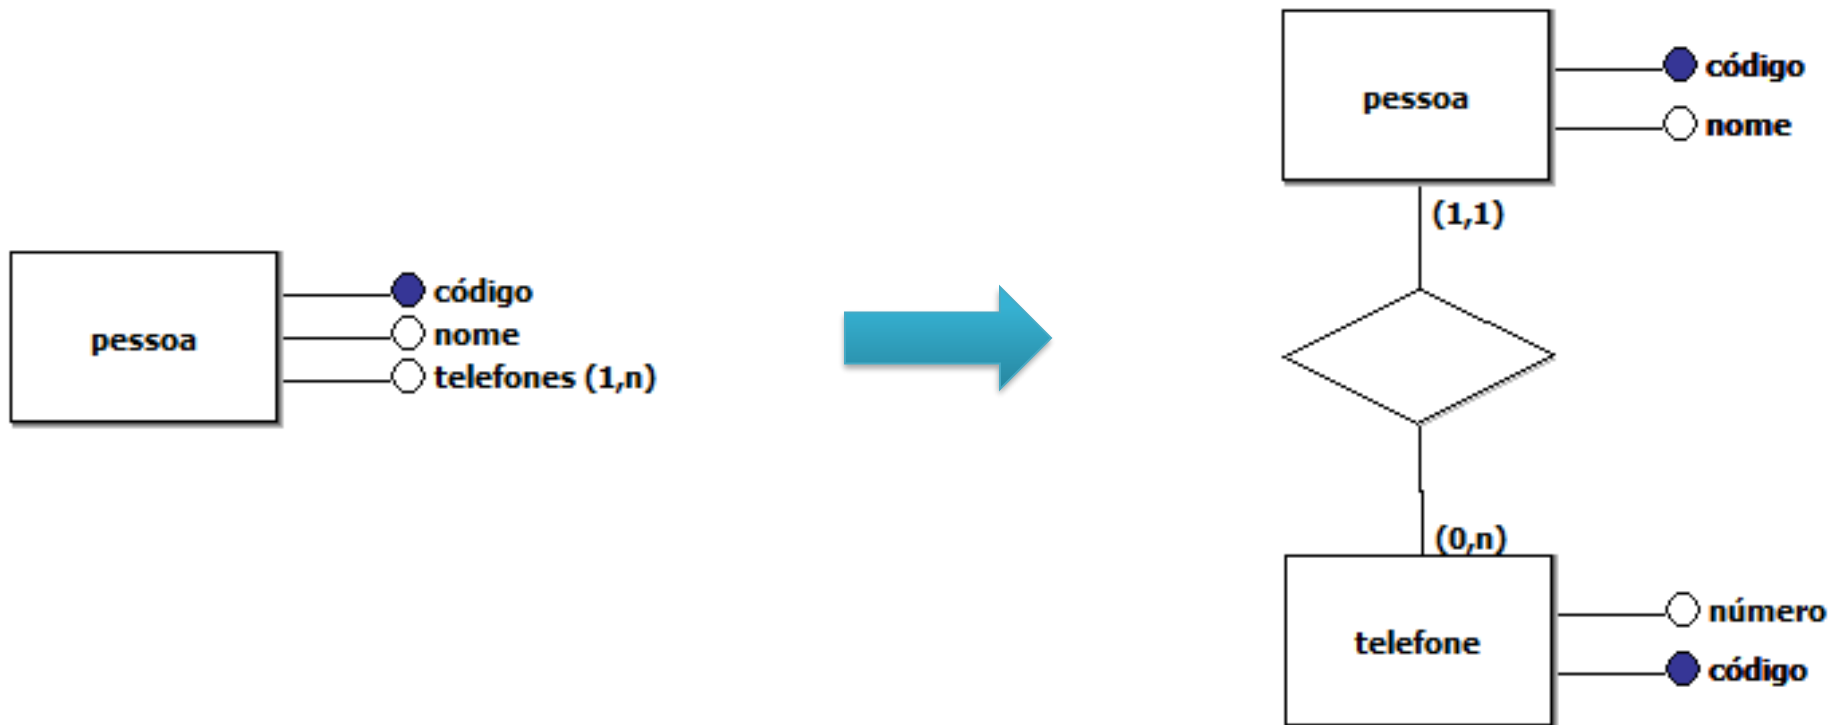 pessoa
código
nome
telefones (1,n)
pessoa
código
nome
(1,1)
(0,n)
telefone
número
código